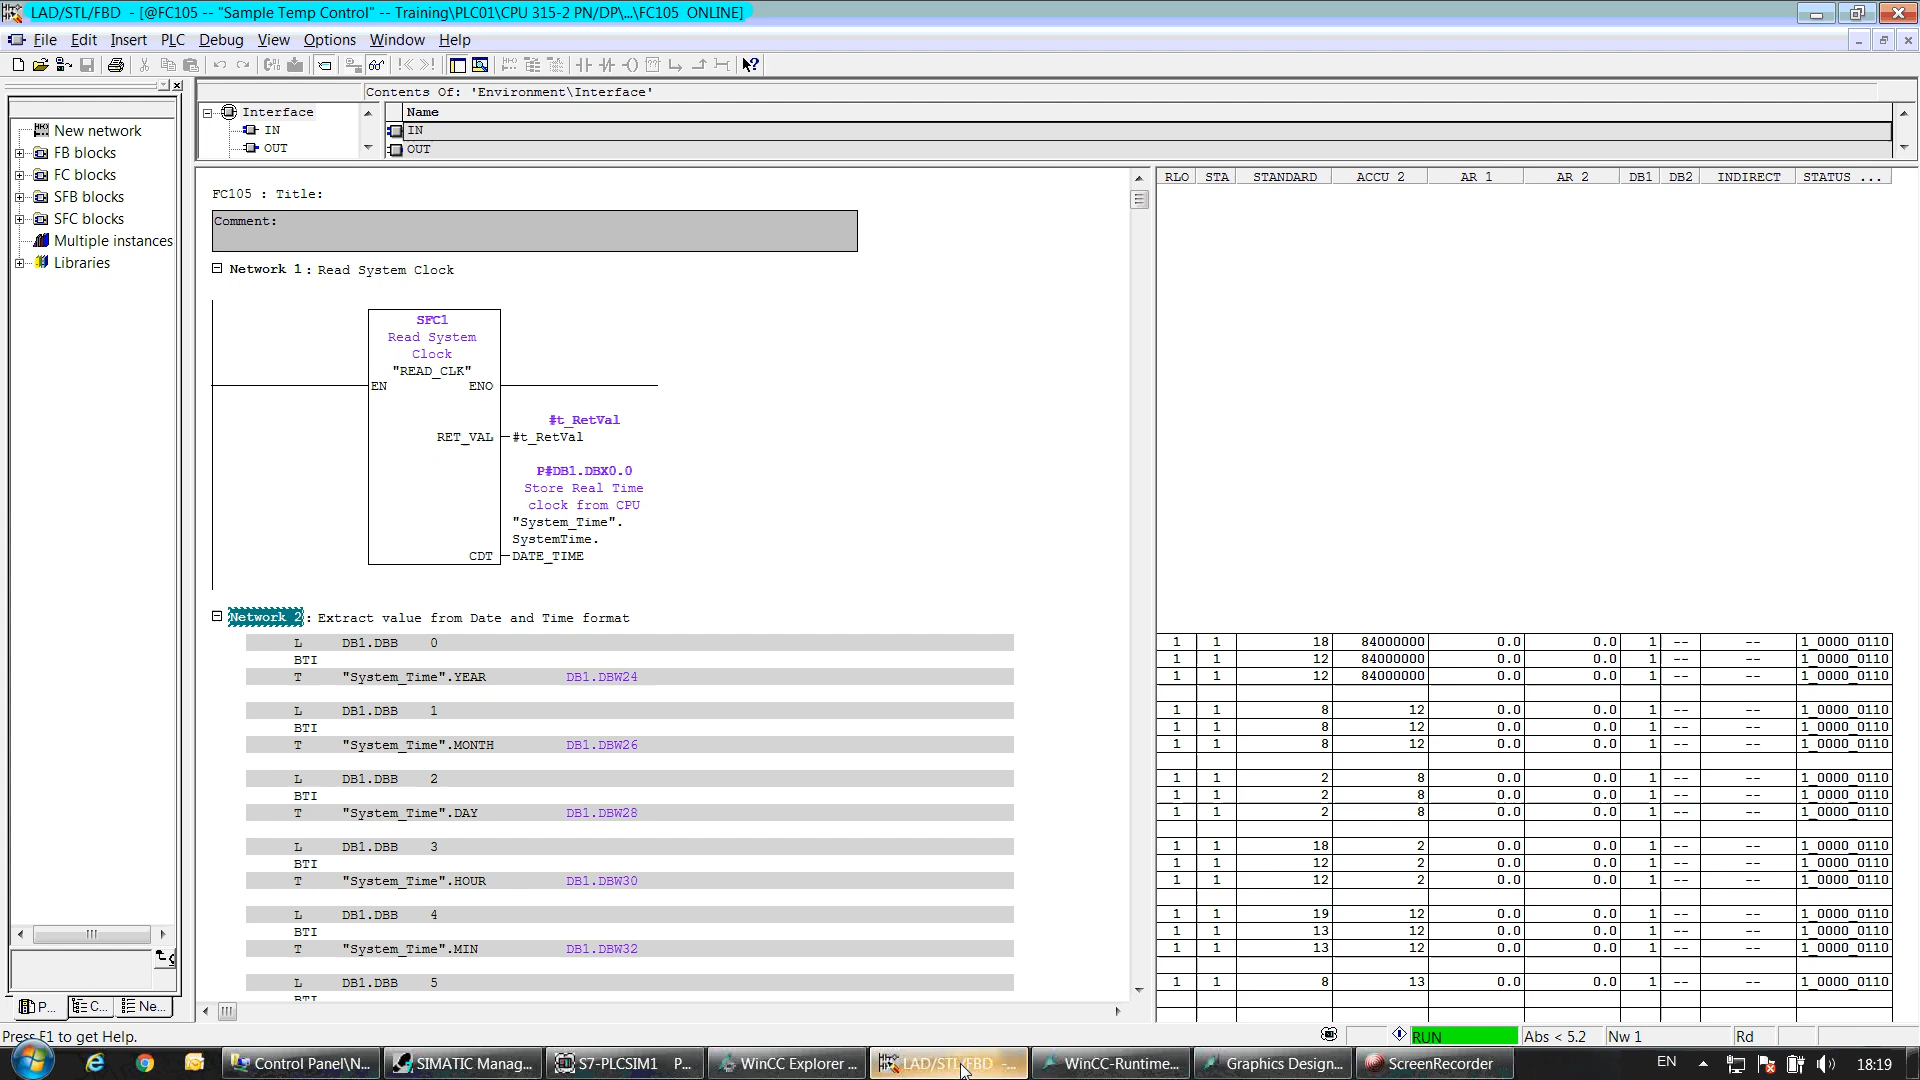 LAD/STL/FBD - [@FC105 -- "Sample Temp Control" -- Training\PLC01\CPU 315-2 PN/DP\...\FC105 ONLINE]
File Edit Insert PLC Debug View Options Window Help
Contents Of: 'Environment\Interface'
Interface
IN
OUT
Name
IN
OUT
New network
FB blocks
FC blocks
SFB blocks
SFC blocks
Multiple instances
Libraries
P...
C...
Ne...
FC105 : Title:
Comment:
Network 1: Read System Clock
SFC1
Read System
Clock
"READ_CLK"
EN ENO
#t_RetVal
RET_VAL #t_RetVal
P#DB1.DBX0.0
Store Real Time
clock from CPU
"System_Time".
SystemTime.
CDT DATE_TIME
Network 2: Extract value from Date and Time format
L DB1.DBB 0
BTI
T "System_Time".YEAR DB1.DBW24
L DB1.DBB 1
BTI
T "System_Time".MONTH DB1.DBW26
L DB1.DBB 2
BTI
T "System_Time".DAY DB1.DBW28
L DB1.DBB 3
BTI
T "System_Time".HOUR DB1.DBW30
L DB1.DBB 4
BTI
T "System_Time".MIN DB1.DBW32
L DB1.DBB 5
BTI
RLO STA STANDARD ACCU 2 AR 1 AR 2 DB1 DB2 INDIRECT STATUS ...
1 1 18 84000000 0.0 0.0 1 -- -- 1_0000_0110
1 1 12 84000000 0.0 0.0 1 -- -- 1_0000_0110
1 1 12 84000000 0.0 0.0 1 -- -- 1_0000_0110
1 1 8 12 0.0 0.0 1 -- -- 1_0000_0110
1 1 8 12 0.0 0.0 1 -- -- 1_0000_0110
1 1 8 12 0.0 0.0 1 -- -- 1_0000_0110
1 1 2 8 0.0 0.0 1 -- -- 1_0000_0110
1 1 2 8 0.0 0.0 1 -- -- 1_0000_0110
1 1 2 8 0.0 0.0 1 -- -- 1_0000_0110
1 1 18 2 0.0 0.0 1 -- -- 1_0000_0110
1 1 12 2 0.0 0.0 1 -- -- 1_0000_0110
1 1 12 2 0.0 0.0 1 -- -- 1_0000_0110
1 1 19 12 0.0 0.0 1 -- -- 1_0000_0110
1 1 13 12 0.0 0.0 1 -- -- 1_0000_0110
1 1 13 12 0.0 0.0 1 -- -- 1_0000_0110
1 1 8 13 0.0 0.0 1 -- -- 1_0000_0110
Press F1 to get Help.
RUN Abs < 5.2 Nw 1 Rd
Control Panel\N... SIMATIC Manag... S7-PLCSIM1 P... WinCC Explorer ... LAD/STL/FBD -... WinCC-Runtime... Graphics Design... ScreenRecorder EN 18:19